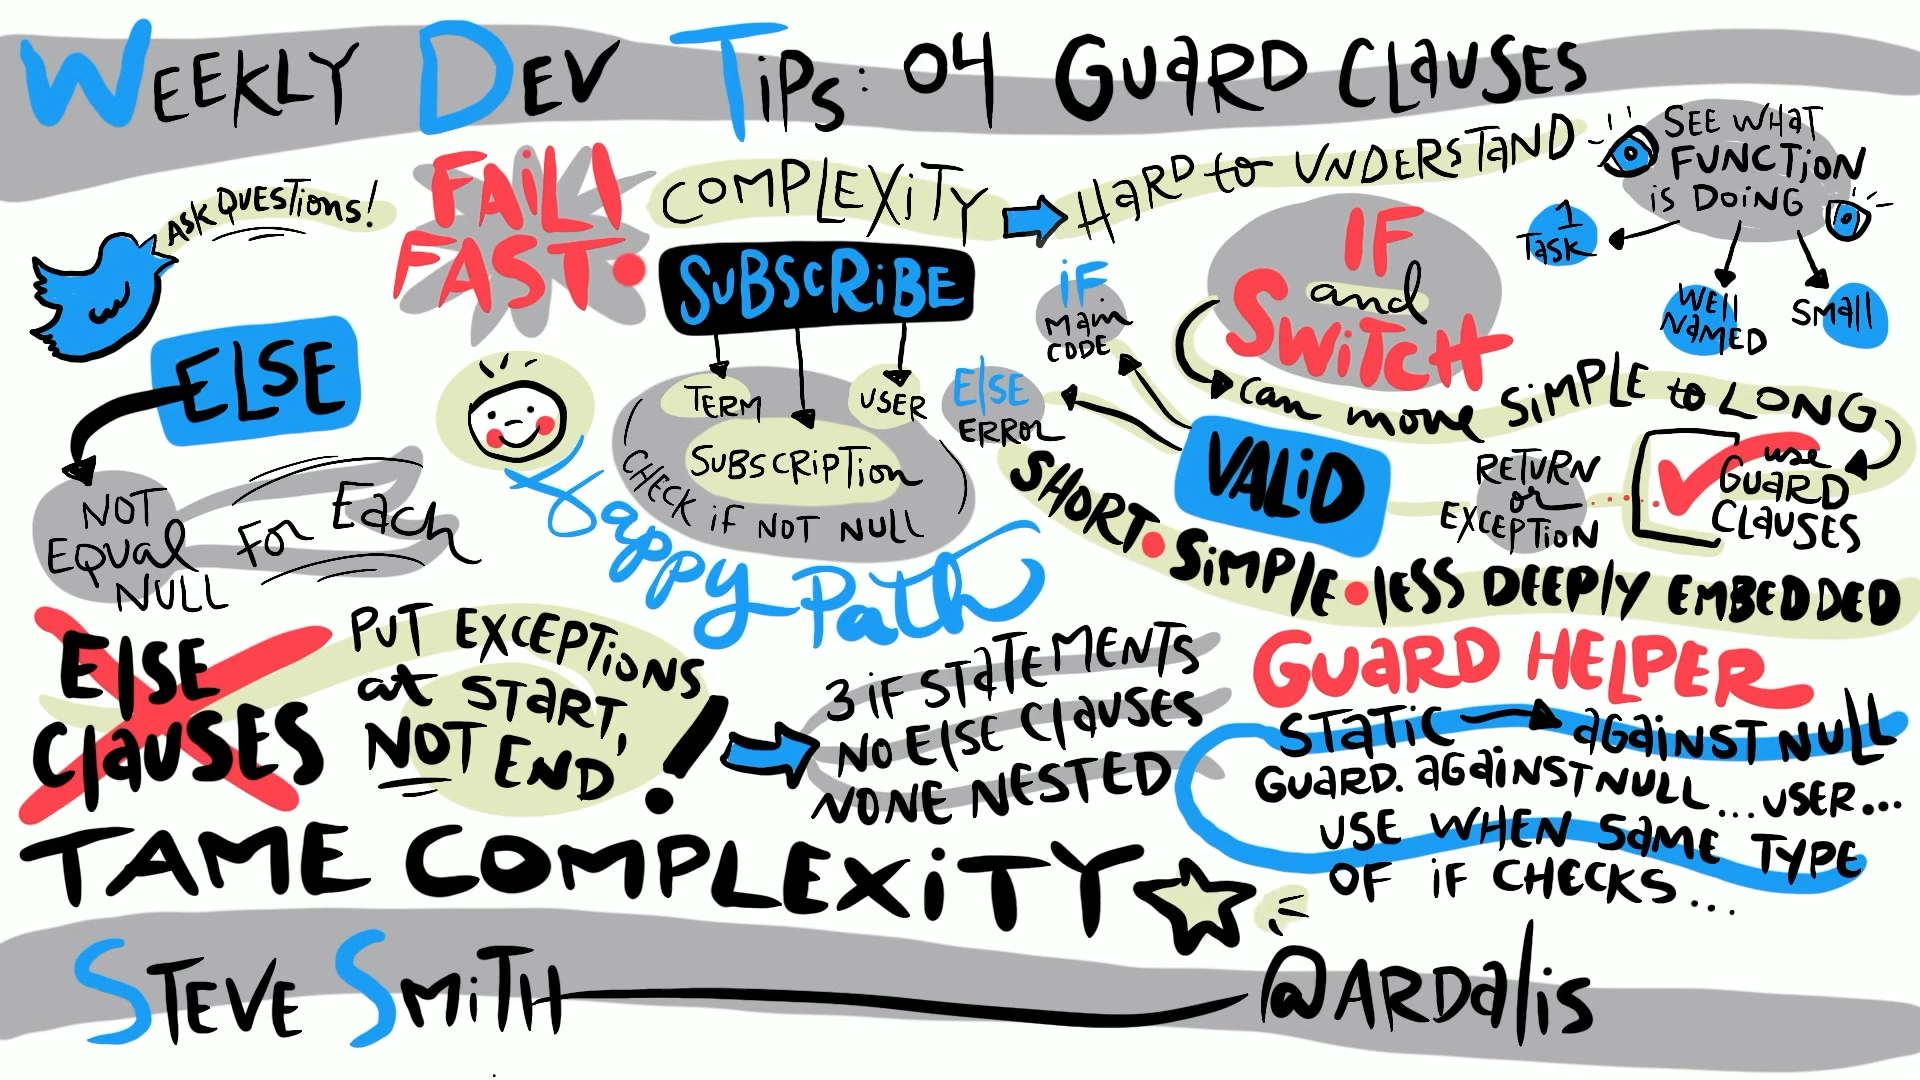 WEEKLY DEV TiPS: 04 GUARD CLAUSES
ASK QUESTIONS!
FAIL!
FAST.
COMPLEXITY
HARD to UNDERSTAND
SEE WHAT
FUNCTION
iS DOING
1
TASK
WEll
NAMED
SMall
SUBSCRiBE
TERM
USER
SUBSCRIPTION
CHECK iF NOT NULL
iF
Main
CODE
ElSE
ERROR
IF
and
SWiTCH
can move SiMPLE to LONG
ELSE
NOT
EQUAL
NULL
FOR EACH
Happy Path
VALiD
RETURN
or
EXCEPTION
use
GUARD
CLAUSES
SHORT • SiMPLE • lESS DEEPlY EMBEDDED
ElSE
ClAUSES
PUT EXCEPTIONS
at START,
NOT END!
3 iF STATEMENTS
NO ElSE ClAUSES
NONE NESTED
GUARD HELPER
STATIC AGAINST NULL
GUARD. AGAINSTNULL... USER...
USE WHEN SAME TYPE
OF iF CHECKS...
TAME COMPLEXiTY
STEVE SMiTH
@ARDAlis